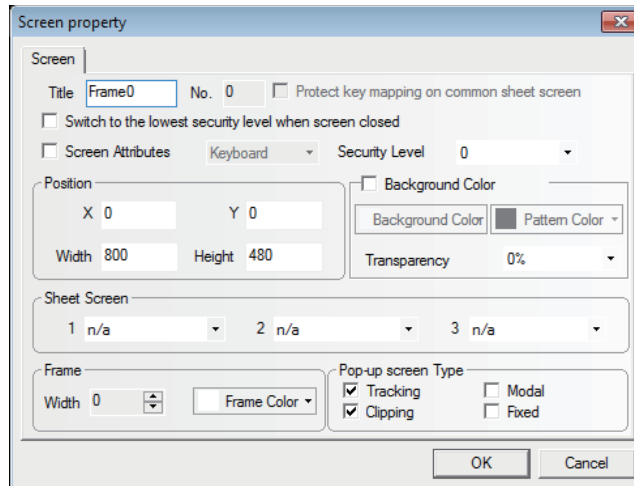 Screen property
Screen
Title Frame0 No. 0 Protect key mapping on common sheet screen
Switch to the lowest security level when screen closed
Screen Attributes Keyboard Security Level 0
Position Background Color
X 0 Y 0 Background Color Pattern Color
Width 800 Height 480 Transparency 0%
Sheet Screen
1 n/a 2 n/a 3 n/a
Frame Pop-up screen Type
Width 0 Frame Color Tracking Modal
Clipping Fixed
OK Cancel